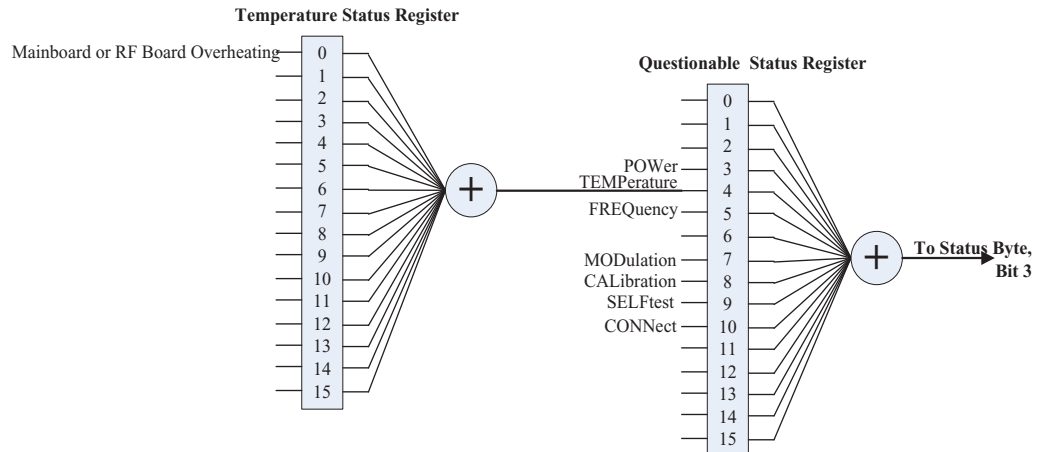 Temperature Status Register
Mainboard or RF Board Overheating
0
1
2
3
4
5
6
7
8
9
10
11
12
13
14
15
+
Questionable Status Register
0
1
2
POWer
3
TEMPerature
4
FREQuency
5
6
MODulation
7
CALibration
8
SELFtest
9
CONNect
10
11
12
13
14
15
+
To Status Byte,
Bit 3